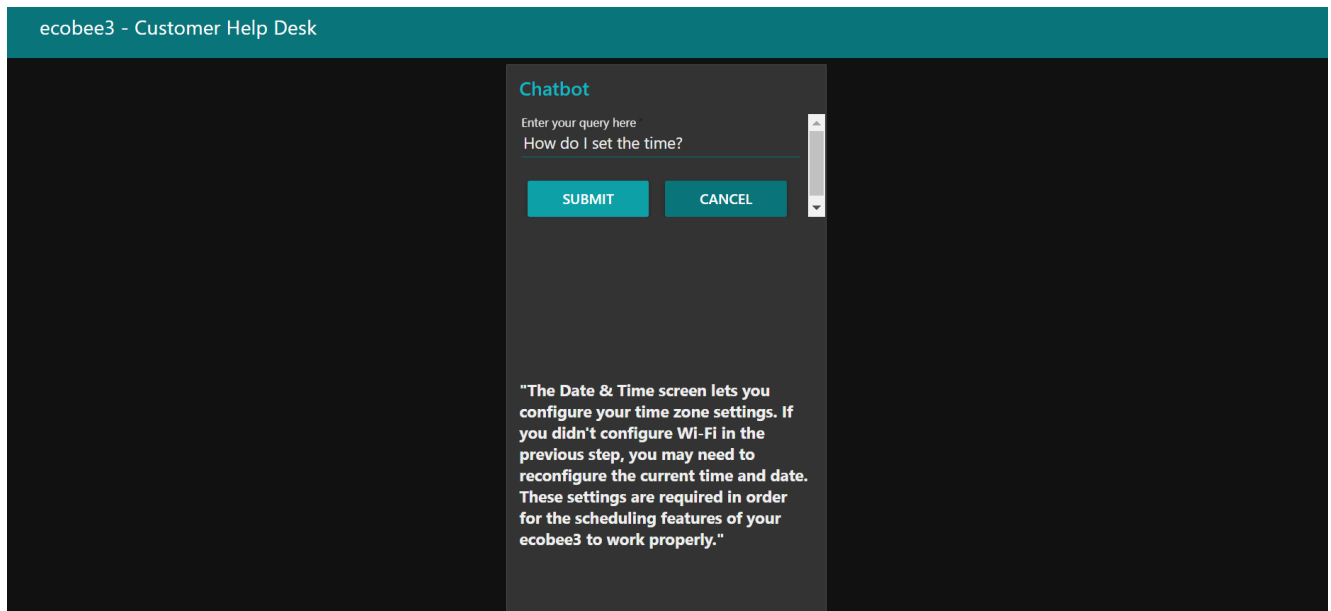 ecobee3 - Customer Help Desk
Chatbot
Enter your query here *
How do I set the time?
SUBMIT CANCEL
"The Date & Time screen lets you
configure your time zone settings. If
you didn't configure Wi-Fi in the
previous step, you may need to
reconfigure the current time and date.
These settings are required in order
for the scheduling features of your
ecobee3 to work properly."